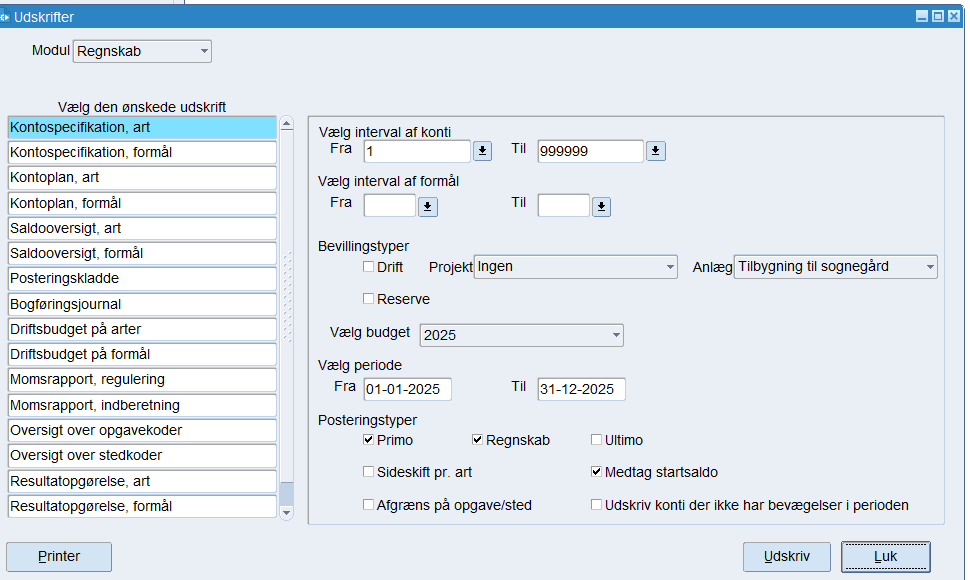 Udskrifter
Modul Regnskab
Vælg den ønskede udskrift
Kontospecifikation, art
Kontospecifikation, formål
Kontoplan, art
Kontoplan, formål
Saldooversigt, art
Saldooversigt, formål
Posteringskladde
Bogføringsjournal
Driftsbudget på arter
Driftsbudget på formål
Momsrapport, regulering
Momsrapport, indberetning
Oversigt over opgavekoder
Oversigt over stedkoder
Resultatopgørelse, art
Resultatopgørelse, formål
Vælg interval af konti
Fra 1 Til 999999
Vælg interval af formål
Fra Til
Bevillingstyper
Drift Projekt Ingen Anlæg Tilbygning til sognegård
Reserve
Vælg budget 2025
Vælg periode
Fra 01-01-2025 Til 31-12-2025
Posteringstyper
Primo Regnskab Ultimo
Sideskift pr. art Medtag startsaldo
Afgræns på opgave/sted Udskriv konti der ikke har bevægelser i perioden
Printer Udskriv Luk